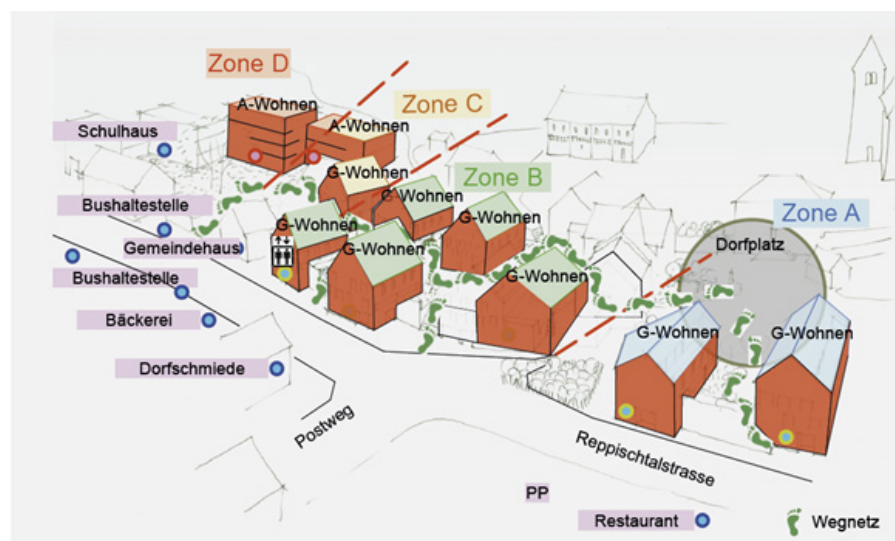 Zone D
A-Wohnen
Zone C
A-Wohnen
Schulhaus
G-Wohnen
Zone B
G-Wohnen
Bushaltestelle
G-Wohnen
G-Wohnen
Zone A
Gemeindehaus
G-Wohnen
Dorfplatz
Bushaltestelle
G-Wohnen
Bäckerei
G-Wohnen
G-Wohnen
Dorfschmiede
Postweg
Reppischtalstrasse
PP
Restaurant
Wegnetz